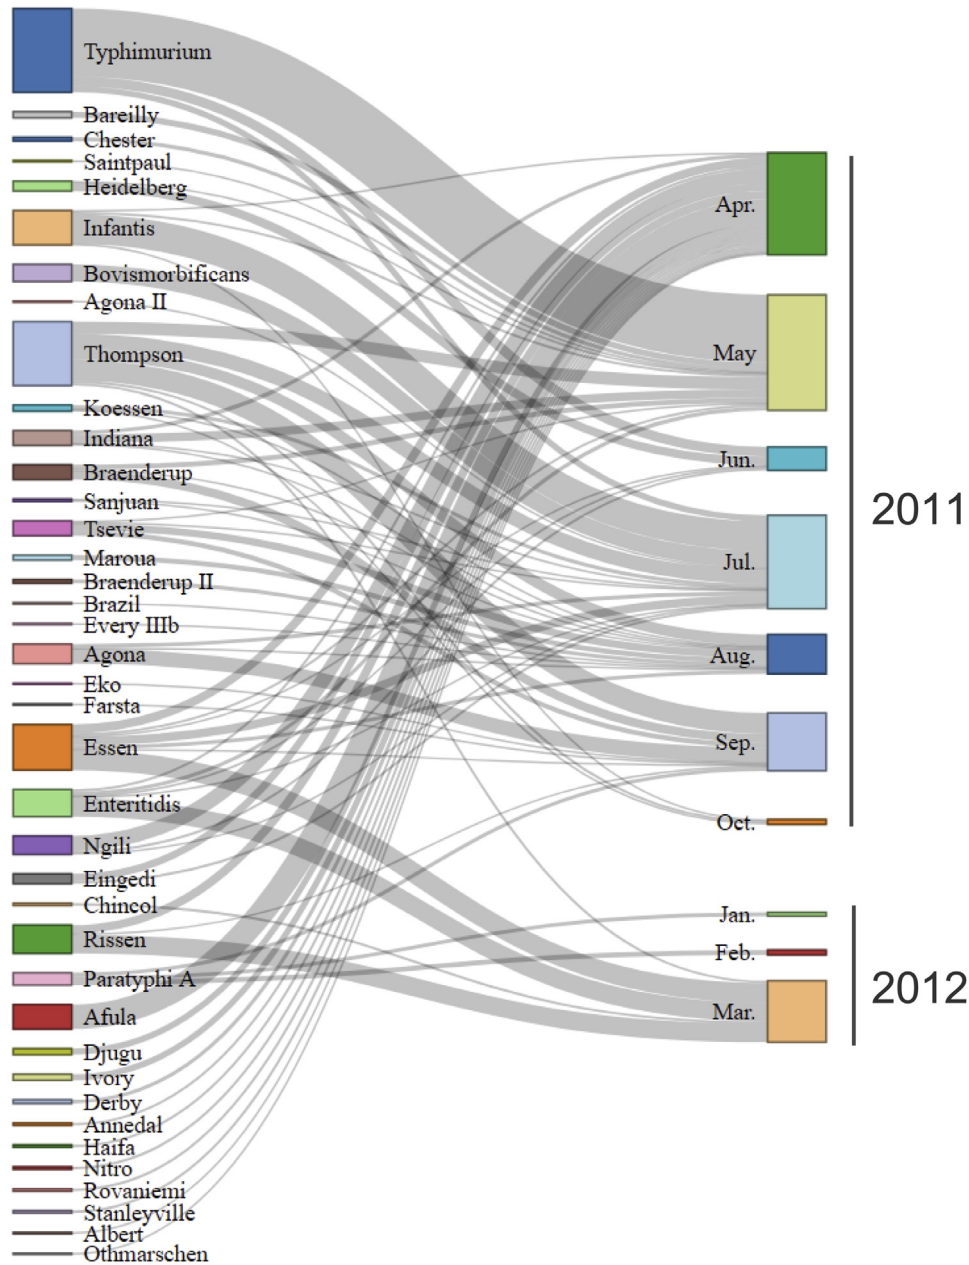 Typhimurium
Bareilly
Chester
Saintpaul
Heidelberg
Infantis
Bovismorbificans
Agona II
Thompson
Koessen
Indiana
Braenderup
Sanjuan
Tsevie
Maroua
Braenderup II
Brazil
Every IIIb
Agona
Eko
Farsta
Essen
Enteritidis
Ngili
Eingedi
Chincol
Rissen
Paratyphi A
Afula
Djugu
Ivory
Derby
Annedal
Haifa
Nitro
Rovaniemi
Stanleyville
Albert
Othmarschen
Apr.
May
Jun.
Jul.
Aug.
Sep.
Oct.
Jan.
Feb.
Mar.
2011
2012